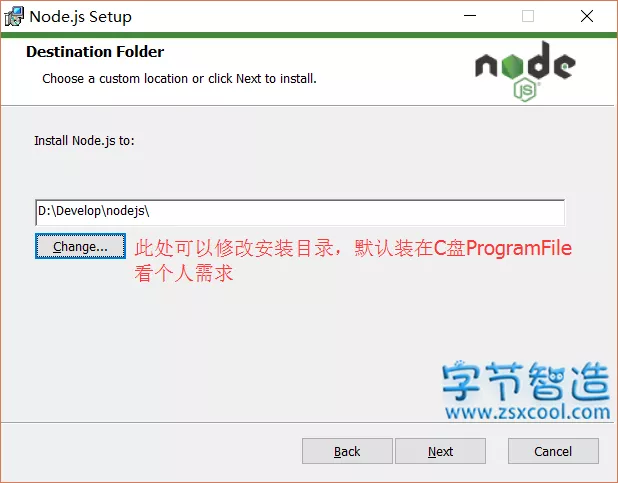 Node.js Setup
Destination Folder
Choose a custom location or click Next to install.
node
JS
Install Node.js to:
D:\Develop\nodejs\
Change...
此处可以修改安装目录，默认装在C盘ProgramFile
看个人需求
字节智造
www.zsxcool.com
Back
Next
Cancel